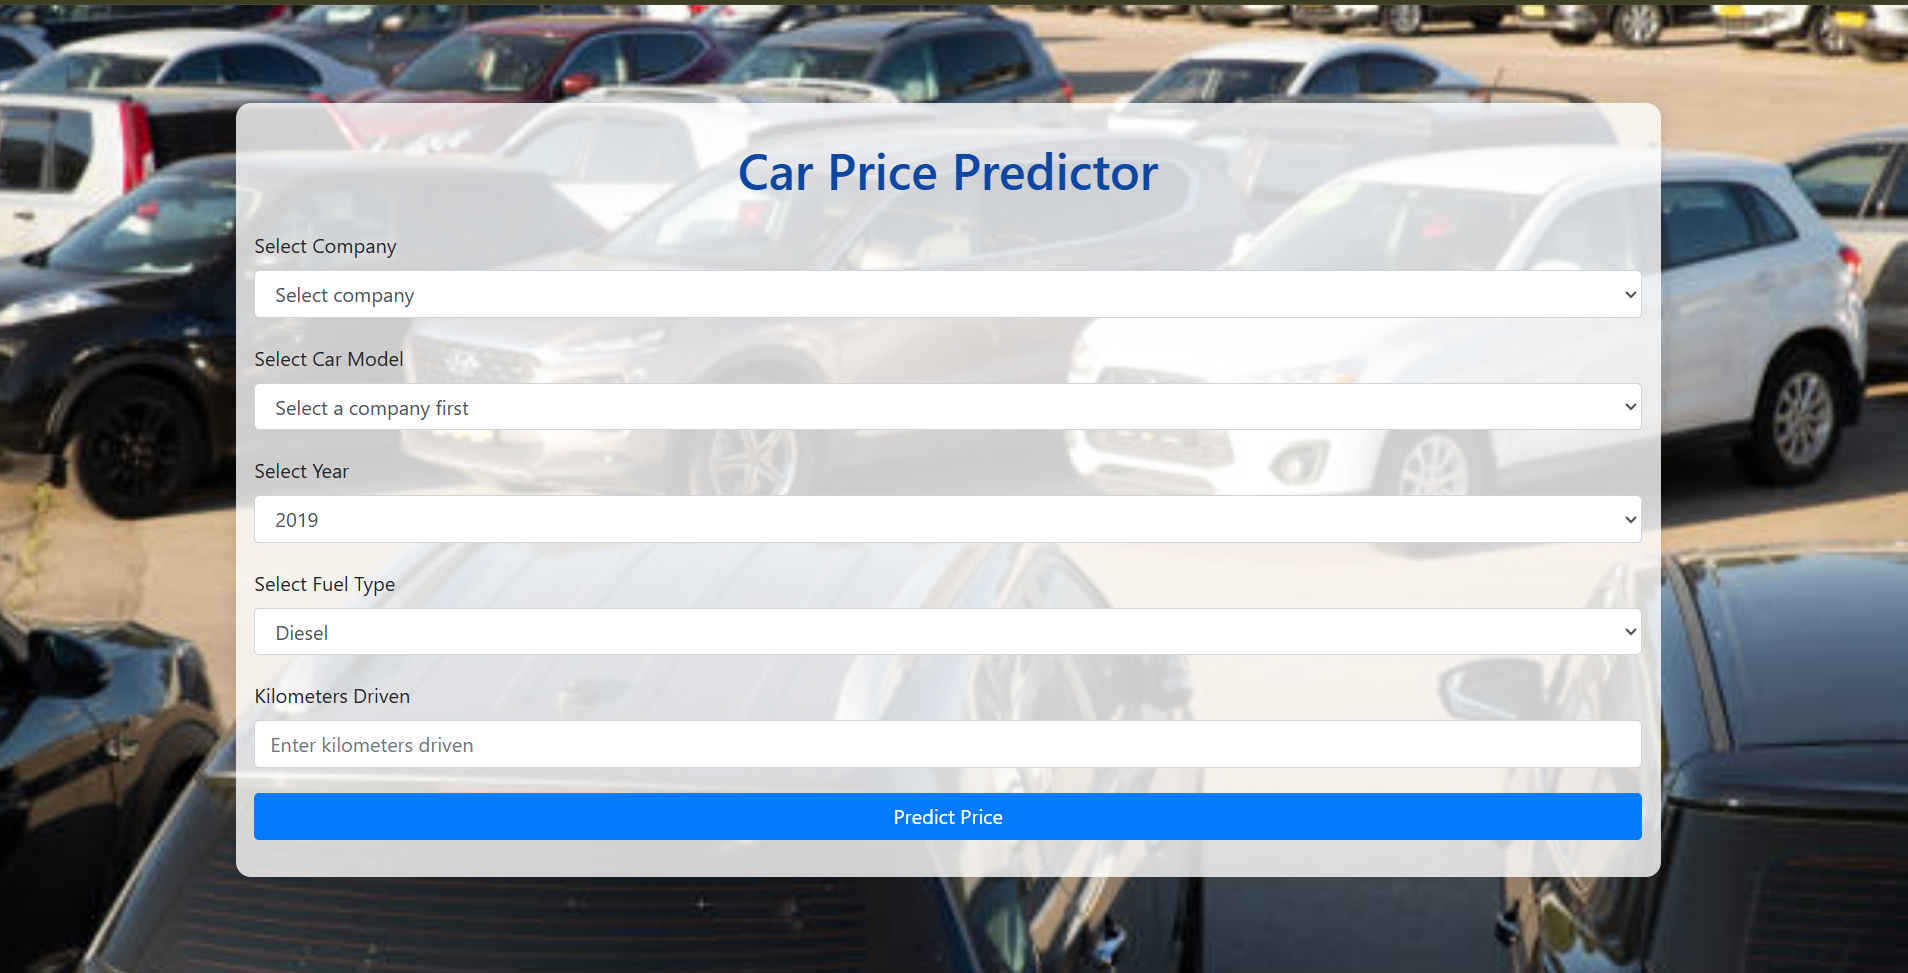 Car Price Predictor
Select Company
Select company
Select Car Model
Select a company first
Select Year
2019
Select Fuel Type
Diesel
Kilometers Driven
Enter kilometers driven
Predict Price